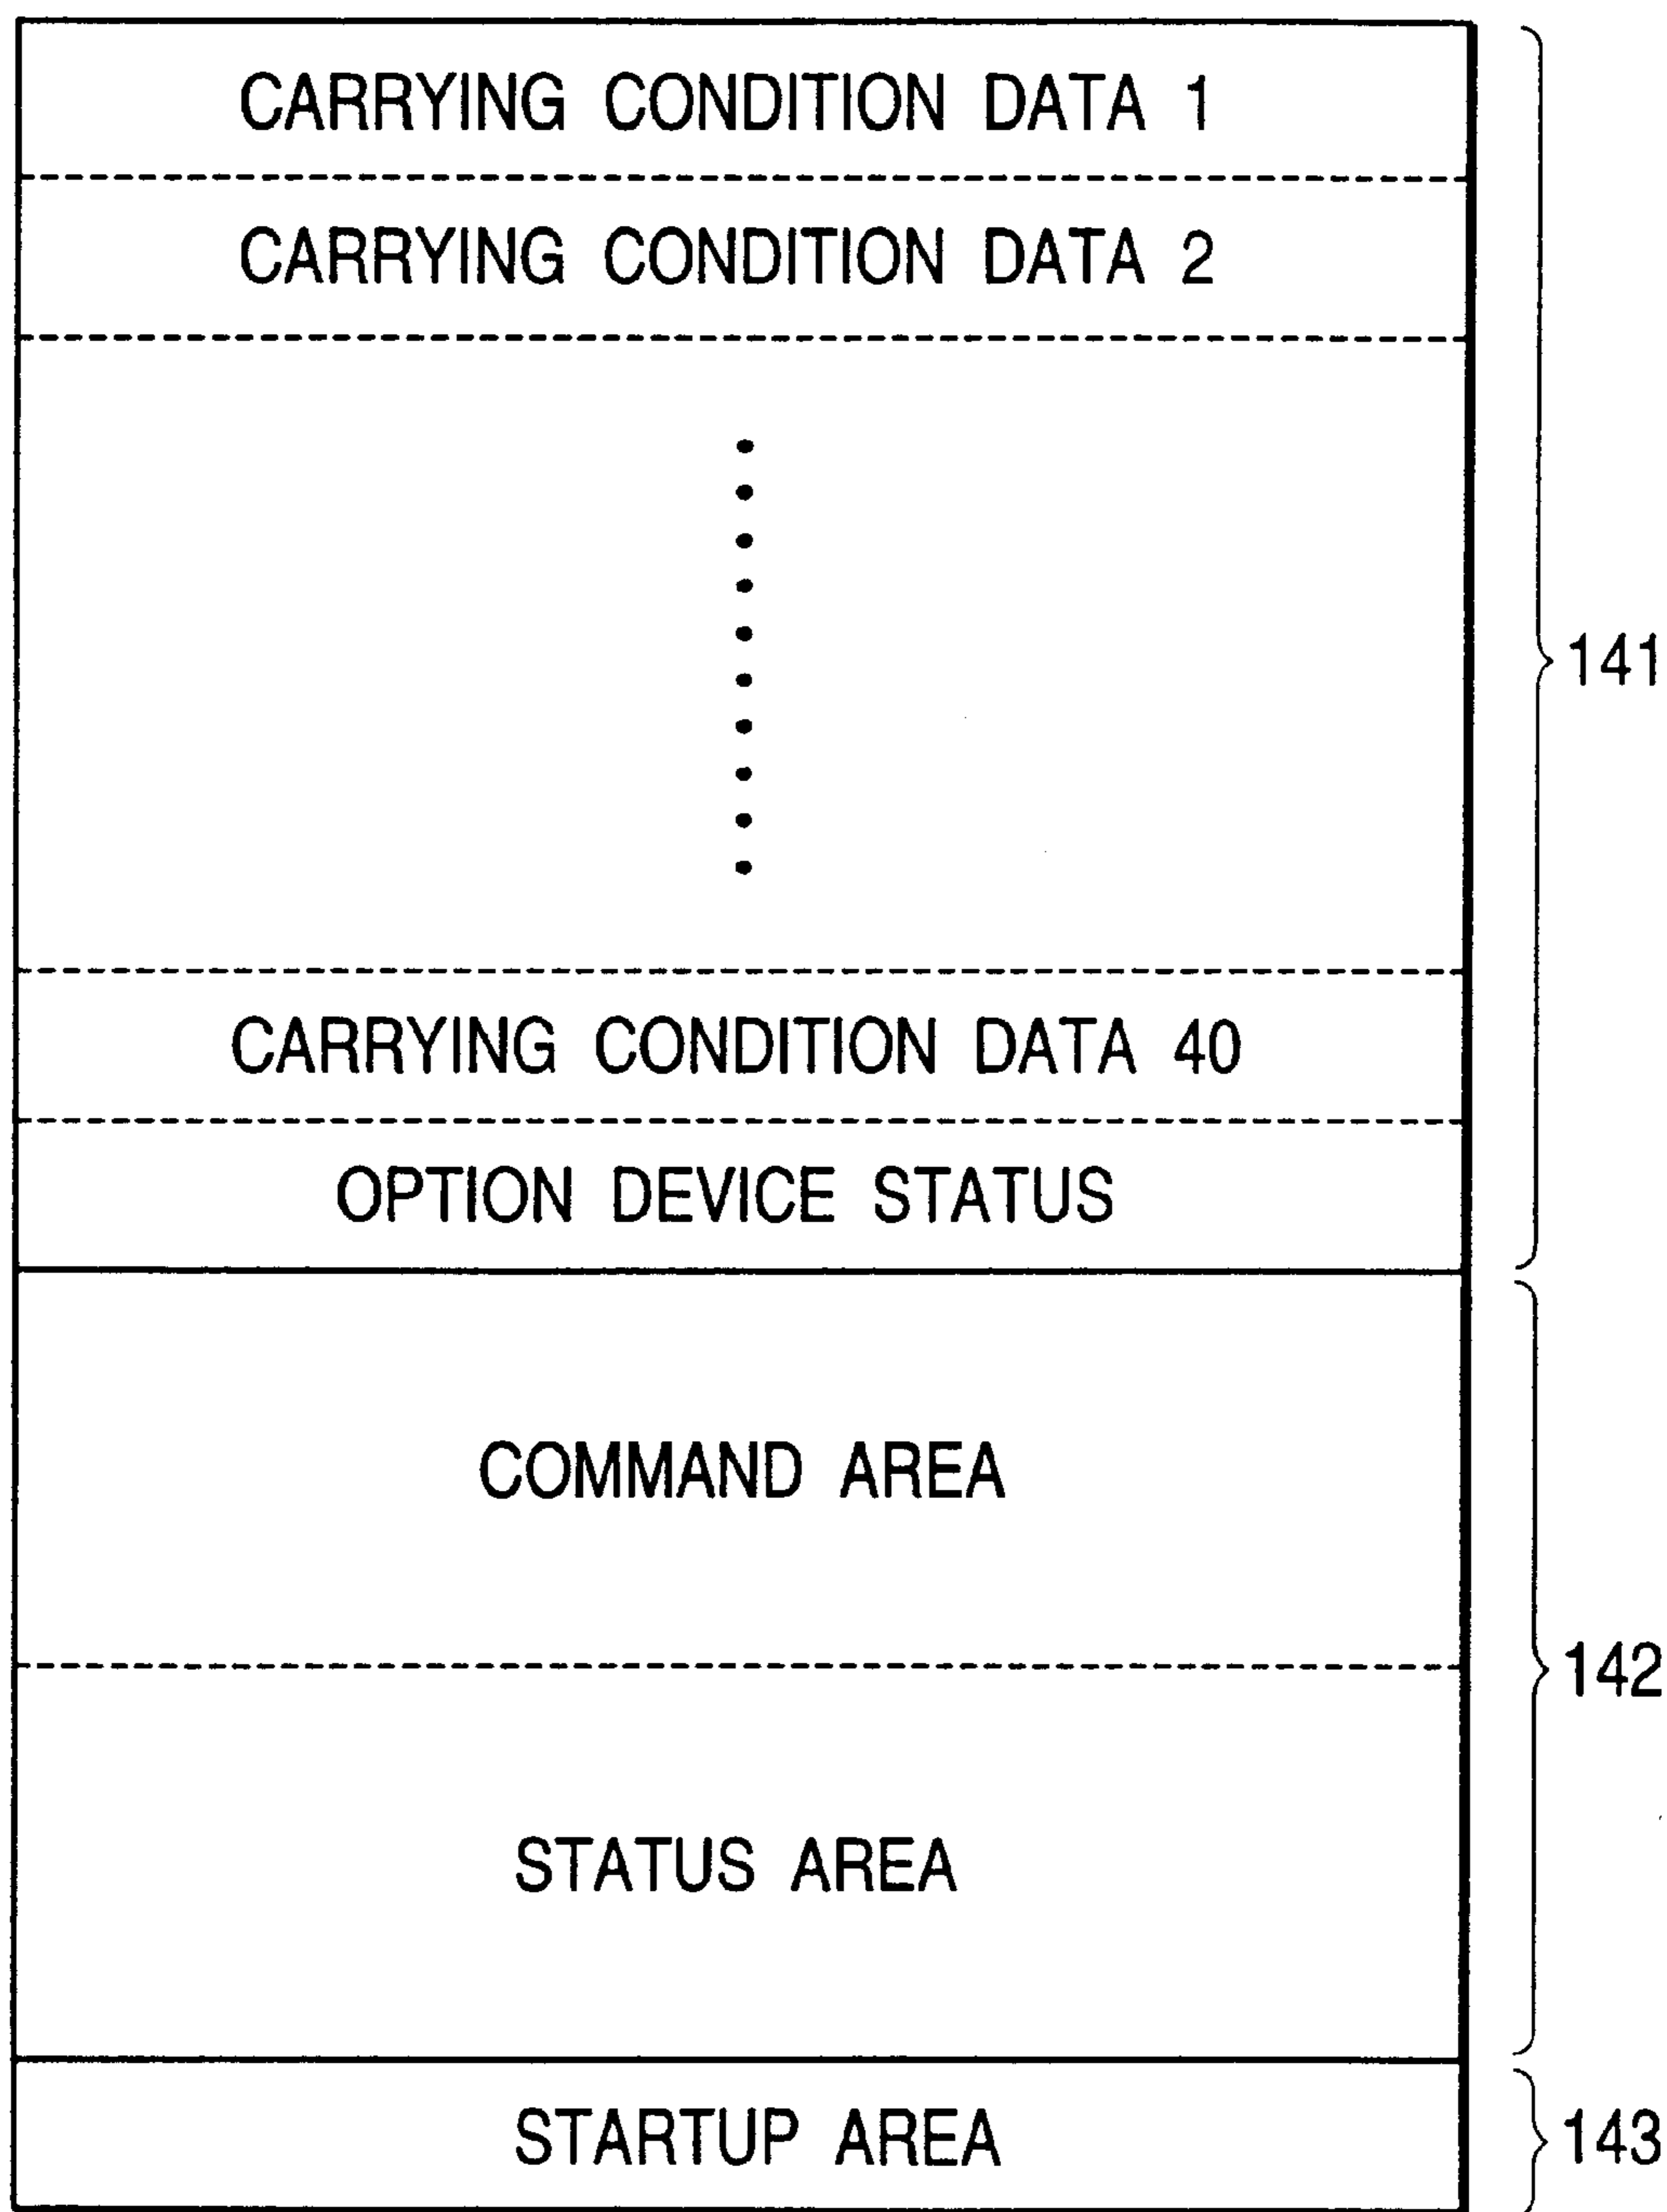 CARRYING CONDITION DATA 1
CARRYING CONDITION DATA 2
141
CARRYING CONDITION DATA 40
OPTION DEVICE STATUS
COMMAND AREA
142
STATUS AREA
STARTUP AREA
143